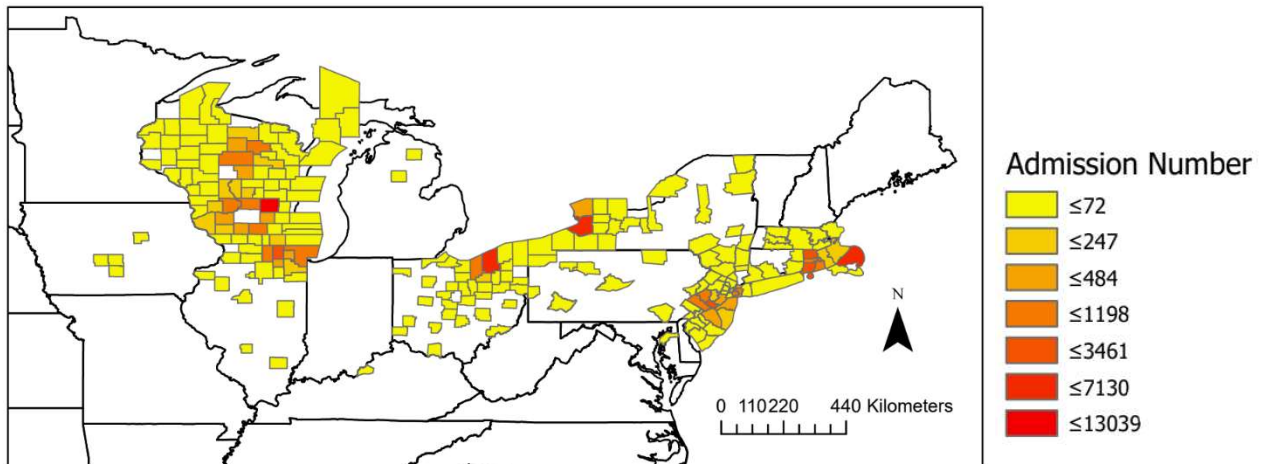 Admission Number
≤72
≤247
≤484
≤1198
≤3461
≤7130
≤13039
N
0 110220 440 Kilometers